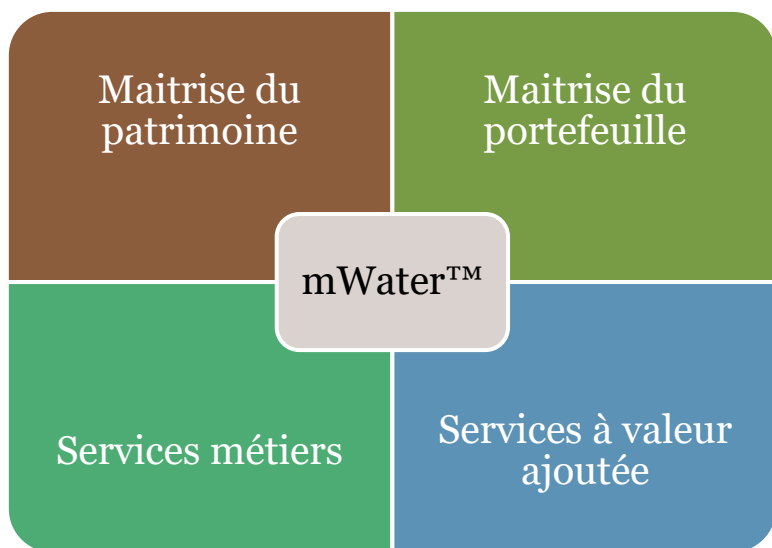 Maitrise du
patrimoine
Maitrise du
portefeuille
mWater™
Services métiers
Services à valeur
ajoutée